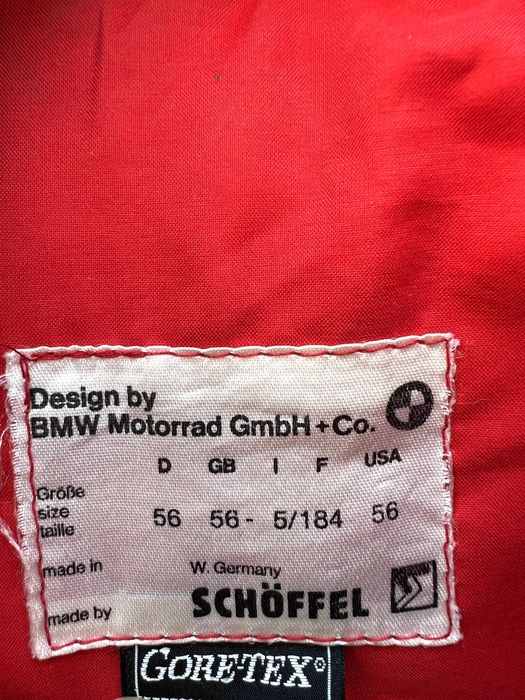 Design by
BMW Motorrad GmbH + Co.
D GB I F USA
Größe
size 56 56 - 5/184 56
taille
made in W. Germany
made by SCHÖFFEL
GORE-TEX®